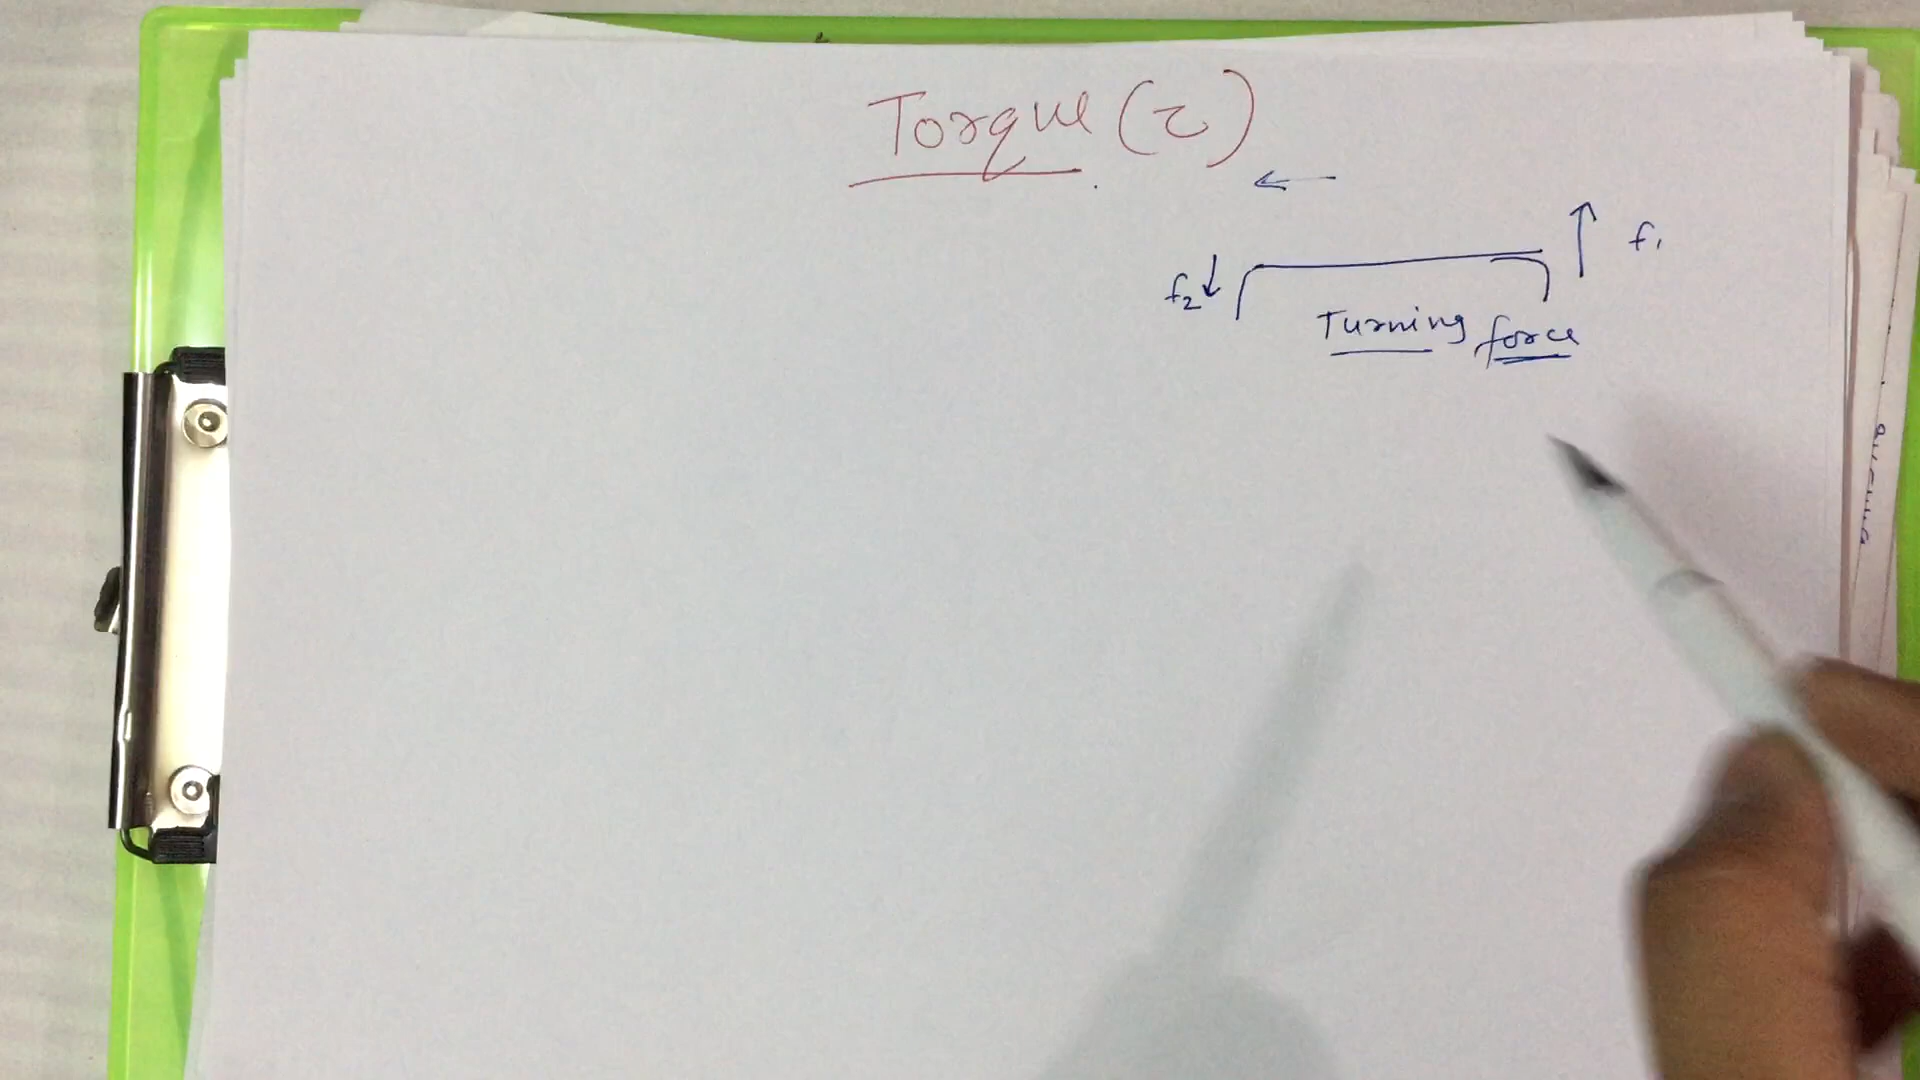 Torque (τ)
f₁
f₂
Turning force